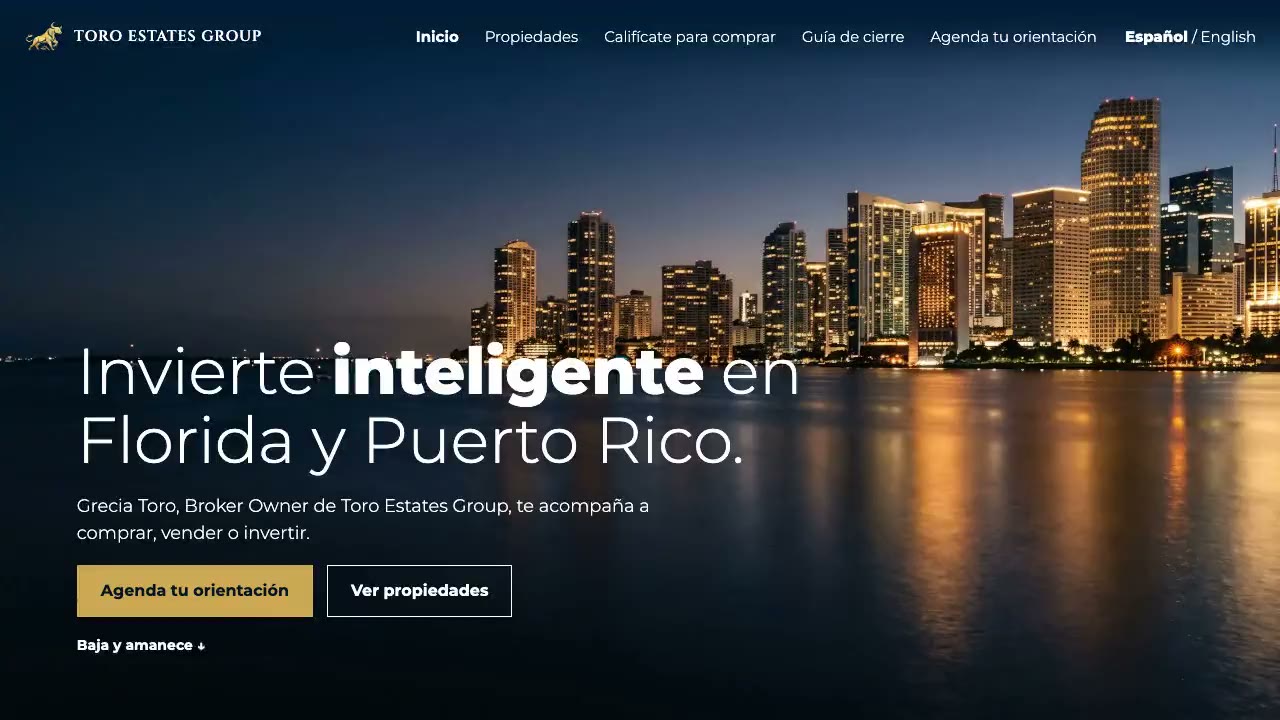 TORO ESTATES GROUP
Inicio Propiedades Califícate para comprar Guía de cierre Agenda tu orientación Español / English
Invierte inteligente en
Florida y Puerto Rico.
Grecia Toro, Broker Owner de Toro Estates Group, te acompaña a
comprar, vender o invertir.
Agenda tu orientación Ver propiedades
Baja y amanece ↓